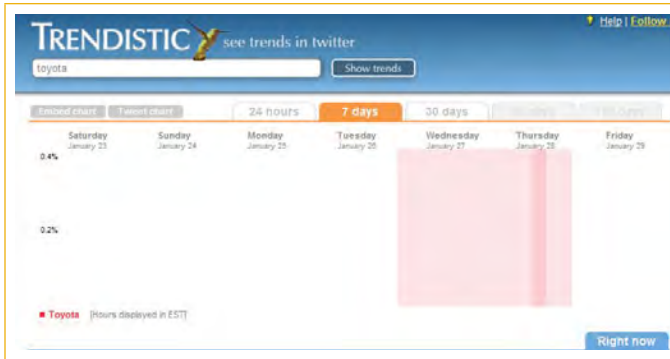 Help | Follow
TRENDISTIC see trends in twitter
toyota Show trends
Embed chart Tweet chart 24 hours 7 days 30 days
Saturday Sunday Monday Tuesday Wednesday Thursday Friday
January 23 January 24 January 25 January 26 January 27 January 28 January 29
0.4%
0.2%
Toyota [Hours displayed in EST]
Right now